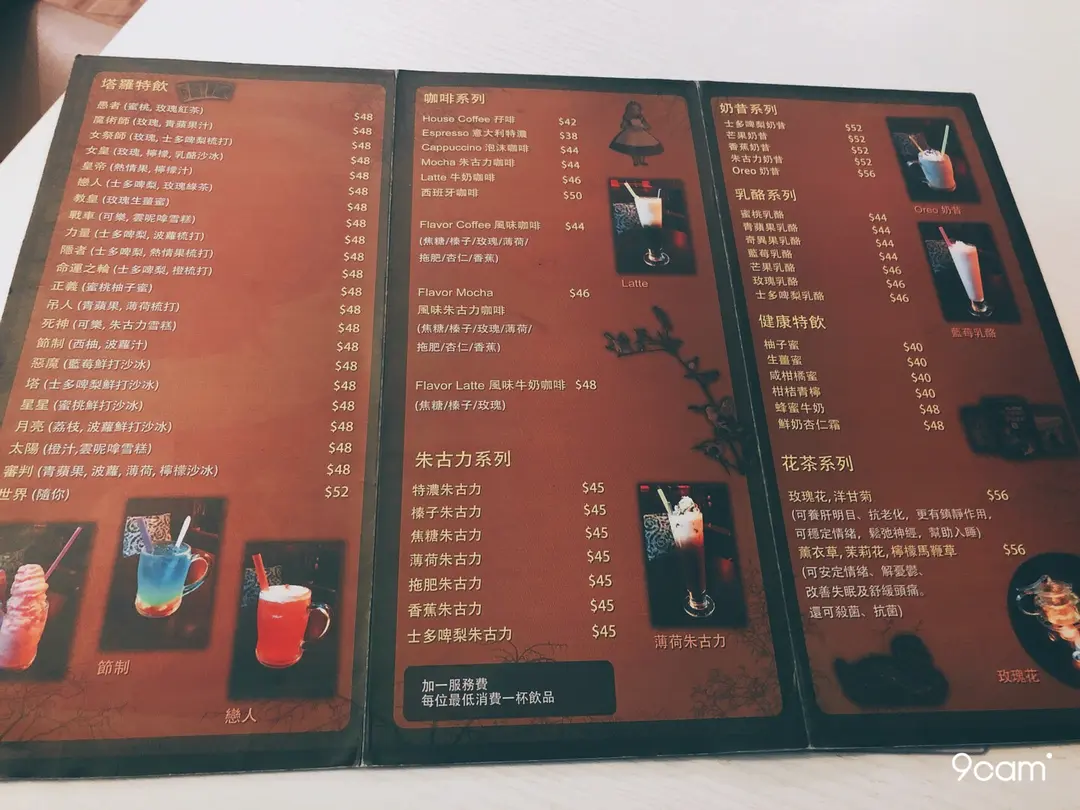 塔羅特飲
愚者 (蜜桃, 玫瑰紅茶) $48
魔術師 (玫瑰, 青蘋果汁) $48
女祭師 (玫瑰, 士多啤梨梳打) $48
女皇 (玫瑰, 檸檬, 乳酪沙冰) $48
皇帝 (熱情果, 檸檬汁) $48
戀人 (士多啤梨, 玫瑰綠茶) $48
教皇 (玫瑰生薑蜜) $48
戰車 (可樂, 雲呢嗱雪糕) $48
力量 (士多啤梨, 波蘿梳打) $48
隱者 (士多啤梨, 熱情果梳打) $48
命運之輪 (士多啤梨, 橙梳打) $48
正義 (蜜桃柚子蜜) $48
吊人 (青蘋果, 薄荷梳打) $48
死神 (可樂, 朱古力雪糕) $48
節制 (西柚, 波蘿汁) $48
惡魔 (藍莓鮮打沙冰) $48
塔 (士多啤梨鮮打沙冰) $48
星星 (蜜桃鮮打沙冰) $48
月亮 (荔枝, 波蘿鮮打沙冰) $48
太陽 (橙汁,雲呢嗱雪糕) $48
審判 (青蘋果, 波蘿, 薄荷, 檸檬沙冰) $48
世界 (隨你) $52
節制
戀人
咖啡系列
House Coffee 孖啡 $42
Espresso 意大利特濃 $38
Cappuccino 泡沫咖啡 $44
Mocha 朱古力咖啡 $44
Latte 牛奶咖啡 $46
西班牙咖啡 $50
Flavor Coffee 風味咖啡 $44
(焦糖/榛子/玫瑰/薄荷/
拖肥/杏仁/香蕉)
Latte
Flavor Mocha $46
風味朱古力咖啡
(焦糖/榛子/玫瑰/薄荷/
拖肥/杏仁/香蕉)
Flavor Latte 風味牛奶咖啡 $48
(焦糖/榛子/玫瑰)
朱古力系列
特濃朱古力 $45
榛子朱古力 $45
焦糖朱古力 $45
薄荷朱古力 $45
拖肥朱古力 $45
香蕉朱古力 $45
士多啤梨朱古力 $45
薄荷朱古力
加一服務費
每位最低消費一杯飲品
奶昔系列
士多啤梨奶昔 $52
芒果奶昔 $52
香蕉奶昔 $52
朱古力奶昔 $52
Oreo 奶昔 $56
Oreo 奶昔
乳酪系列
蜜桃乳酪 $44
青蘋果乳酪 $44
奇異果乳酪 $44
藍莓乳酪 $44
芒果乳酪 $46
玫瑰乳酪 $46
士多啤梨乳酪 $46
藍莓乳酪
健康特飲
柚子蜜 $40
生薑蜜 $40
咸柑橘蜜 $40
柑桔青檸 $40
蜂蜜牛奶 $48
鮮奶杏仁霜 $48
花茶系列
玫瑰花, 洋甘菊 $56
(可養肝明目、抗老化，更有鎮靜作用，
可穩定情緒，鬆弛神經，幫助入睡)
薰衣草, 茉莉花, 檸檬馬鞭草 $56
(可安定情緒、解憂鬱、
改善失眠及舒緩頭痛。
還可殺菌、抗菌)
玫瑰花
9cam